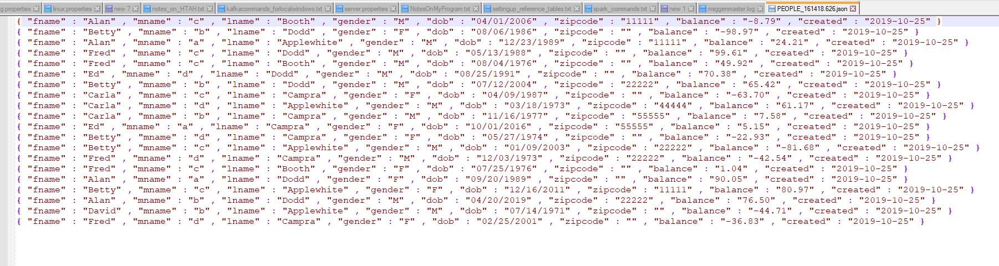 g.properties linux.properties new 7 notes_on_HTAH.txt kafkacommands_forlocalwindows.txt server.properties NotesOnMyProgram.txt settingup_reference_tables.txt spark_commands.txt new 1 msggenmaster.log PEOPLE_161418.626.json
{ "fname" : "Alan" , "mname" : "c" , "lname" : "Booth" , "gender" : "M" , "dob" : "04/01/2006" , "zipcode" : "11111" , "balance" : "-8.79" , "created" : "2019-10-25" }
{ "fname" : "Betty" , "mname" : "b" , "lname" : "Dodd" , "gender" : "F" , "dob" : "08/06/1986" , "zipcode" : "" , "balance" : "-98.97" , "created" : "2019-10-25" }
{ "fname" : "Alan" , "mname" : "a" , "lname" : "Applewhite" , "gender" : "M" , "dob" : "12/23/1989" , "zipcode" : "11111" , "balance" : "24.21" , "created" : "2019-10-25" }
{ "fname" : "Fred" , "mname" : "c" , "lname" : "Dodd" , "gender" : "M" , "dob" : "05/13/1988" , "zipcode" : "" , "balance" : "99.61" , "created" : "2019-10-25" }
{ "fname" : "Fred" , "mname" : "c" , "lname" : "Booth" , "gender" : "M" , "dob" : "08/04/1976" , "zipcode" : "" , "balance" : "49.92" , "created" : "2019-10-25" }
{ "fname" : "Ed" , "mname" : "d" , "lname" : "Dodd" , "gender" : "M" , "dob" : "08/25/1991" , "zipcode" : "" , "balance" : "70.38" , "created" : "2019-10-25" }
{ "fname" : "Betty" , "mname" : "b" , "lname" : "Dodd" , "gender" : "M" , "dob" : "07/12/2004" , "zipcode" : "22222" , "balance" : "65.42" , "created" : "2019-10-25" }
{ "fname" : "Carla" , "mname" : "c" , "lname" : "Campra" , "gender" : "F" , "dob" : "04/09/1987" , "zipcode" : "" , "balance" : "-63.70" , "created" : "2019-10-25" }
{ "fname" : "Carla" , "mname" : "d" , "lname" : "Applewhite" , "gender" : "M" , "dob" : "03/18/1973" , "zipcode" : "44444" , "balance" : "61.17" , "created" : "2019-10-25" }
{ "fname" : "Carla" , "mname" : "b" , "lname" : "Campra" , "gender" : "M" , "dob" : "11/16/1977" , "zipcode" : "55555" , "balance" : "7.58" , "created" : "2019-10-25" }
{ "fname" : "Ed" , "mname" : "a" , "lname" : "Campra" , "gender" : "F" , "dob" : "10/01/2016" , "zipcode" : "55555" , "balance" : "5.15" , "created" : "2019-10-25" }
{ "fname" : "Betty" , "mname" : "d" , "lname" : "Campra" , "gender" : "F" , "dob" : "05/27/1974" , "zipcode" : "" , "balance" : "-22.93" , "created" : "2019-10-25" }
{ "fname" : "Betty" , "mname" : "c" , "lname" : "Applewhite" , "gender" : "M" , "dob" : "01/09/2003" , "zipcode" : "22222" , "balance" : "-81.68" , "created" : "2019-10-25" }
{ "fname" : "Fred" , "mname" : "d" , "lname" : "Campra" , "gender" : "M" , "dob" : "12/03/1973" , "zipcode" : "22222" , "balance" : "-42.54" , "created" : "2019-10-25" }
{ "fname" : "Fred" , "mname" : "c" , "lname" : "Booth" , "gender" : "F" , "dob" : "07/25/1976" , "zipcode" : "" , "balance" : "1.04" , "created" : "2019-10-25" }
{ "fname" : "Alan" , "mname" : "a" , "lname" : "Dodd" , "gender" : "F" , "dob" : "09/20/1989" , "zipcode" : "" , "balance" : "90.05" , "created" : "2019-10-25" }
{ "fname" : "Betty" , "mname" : "c" , "lname" : "Applewhite" , "gender" : "F" , "dob" : "12/16/2011" , "zipcode" : "11111" , "balance" : "80.97" , "created" : "2019-10-25" }
{ "fname" : "Alan" , "mname" : "b" , "lname" : "Dodd" , "gender" : "M" , "dob" : "04/20/2019" , "zipcode" : "22222" , "balance" : "76.50" , "created" : "2019-10-25" }
{ "fname" : "David" , "mname" : "b" , "lname" : "Applewhite" , "gender" : "M" , "dob" : "07/14/1971" , "zipcode" : "" , "balance" : "-44.71" , "created" : "2019-10-25" }
{ "fname" : "Fred" , "mname" : "d" , "lname" : "Campra" , "gender" : "F" , "dob" : "02/25/2001" , "zipcode" : "" , "balance" : "-36.83" , "created" : "2019-10-25" }